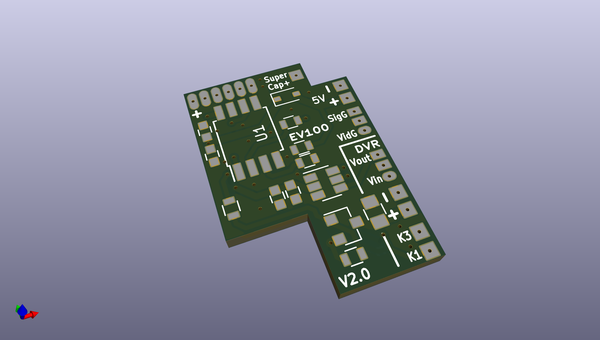 Super
Cap+
+
5V
-
+
SigG
VidG
U1
EV100
DVR
Vout
Vin
-
+
K3
K1
V2.0